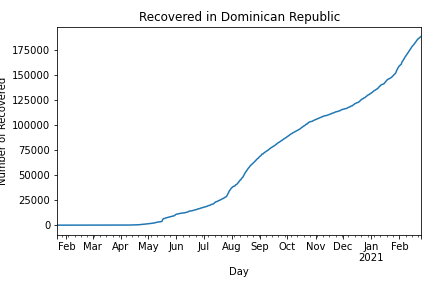 Recovered in Dominican Republic
Number of Recovered
175000
150000
125000
100000
75000
50000
25000
0
Feb Mar Apr May Jun Jul Aug Sep Oct Nov Dec Jan Feb
2021
Day